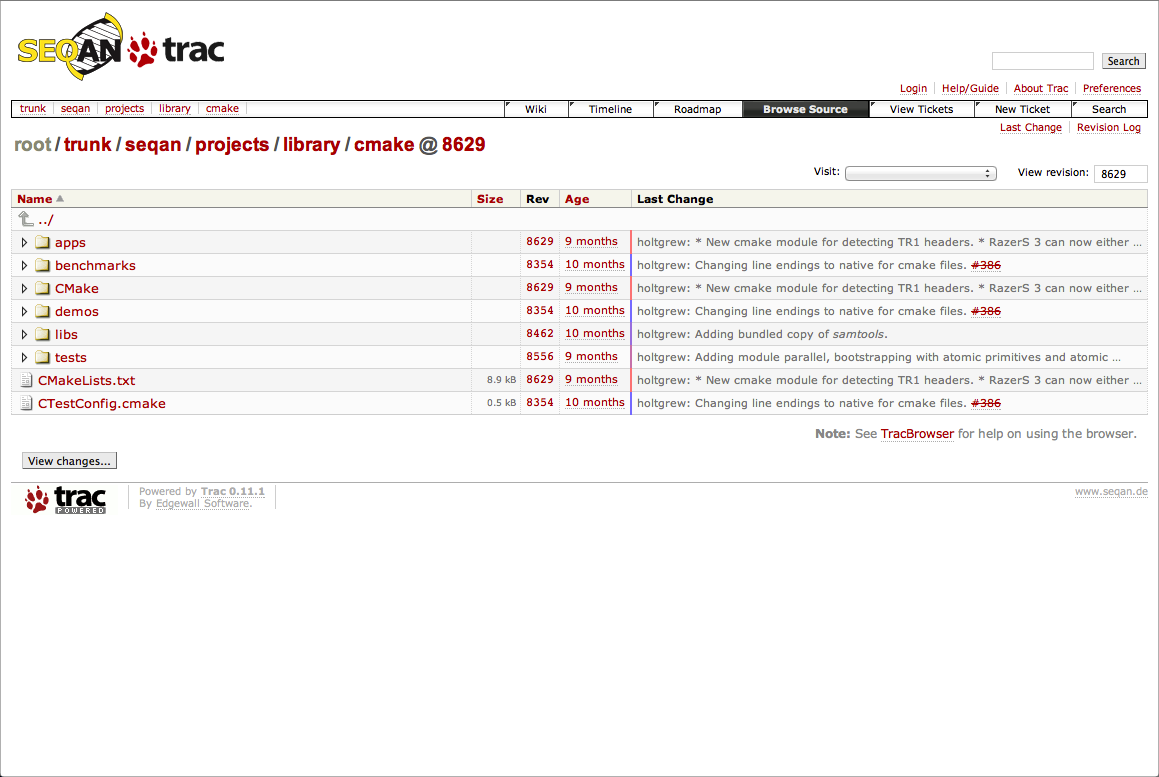 SEQAN trac
Search
Login Help/Guide About Trac Preferences
trunk seqan projects library cmake Wiki Timeline Roadmap Browse Source View Tickets New Ticket Search
Last Change Revision Log
root / trunk / seqan / projects / library / cmake @ 8629
Visit: View revision: 8629
Name Size Rev Age Last Change
../
apps 8629 9 months holtgrew: * New cmake module for detecting TR1 headers. * RazerS 3 can now either ...
benchmarks 8354 10 months holtgrew: Changing line endings to native for cmake files. #386
CMake 8629 9 months holtgrew: * New cmake module for detecting TR1 headers. * RazerS 3 can now either ...
demos 8354 10 months holtgrew: Changing line endings to native for cmake files. #386
libs 8462 10 months holtgrew: Adding bundled copy of samtools.
tests 8556 9 months holtgrew: Adding module parallel, bootstrapping with atomic primitives and atomic ...
CMakeLists.txt 8.9 kB 8629 9 months holtgrew: * New cmake module for detecting TR1 headers. * RazerS 3 can now either ...
CTestConfig.cmake 0.5 kB 8354 10 months holtgrew: Changing line endings to native for cmake files. #386
Note: See TracBrowser for help on using the browser.
View changes...
trac POWERED
Powered by Trac 0.11.1
By Edgewall Software.
www.seqan.de